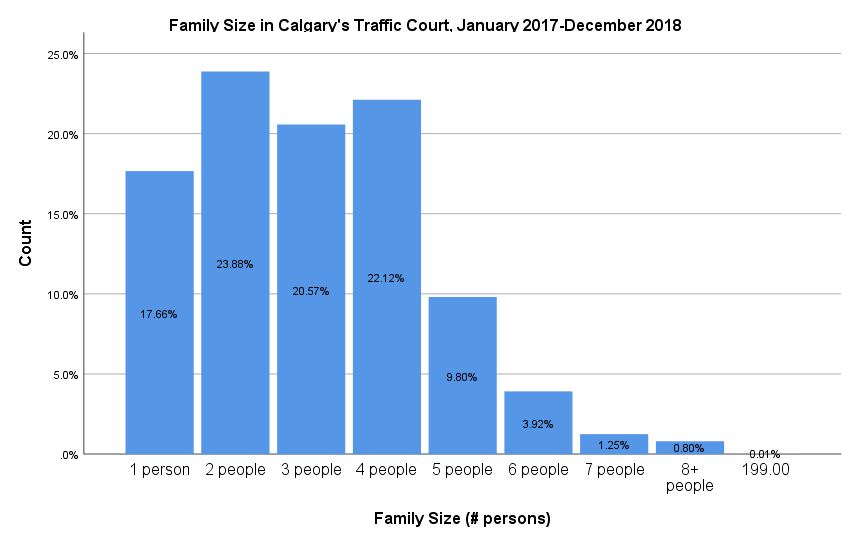 Family Size in Calgary's Traffic Court, January 2017-December 2018
25.0%
20.0%
15.0%
10.0%
5.0%
.0%
Count
17.66%
23.88%
20.57%
22.12%
9.80%
3.92%
1.25%
0.80%
0.01%
1 person
2 people
3 people
4 people
5 people
6 people
7 people
8+
people
199.00
Family Size (# persons)